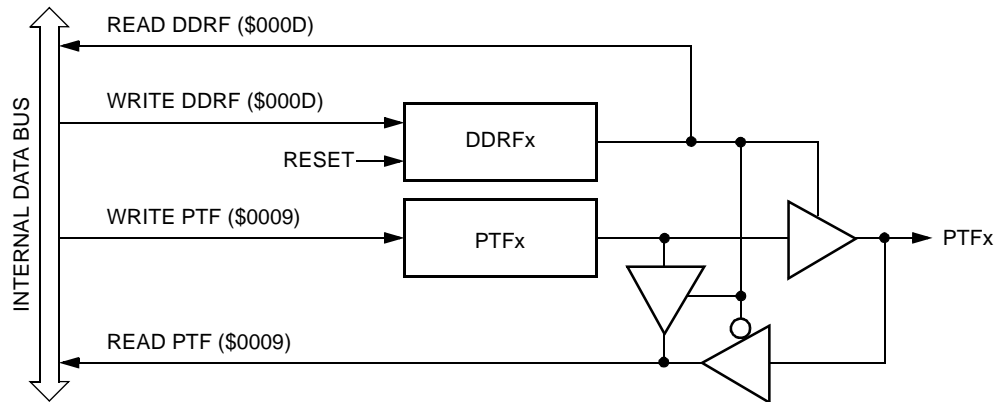 READ DDRF ($000D)
WRITE DDRF ($000D)
DDRFx
RESET
INTERNAL DATA BUS
WRITE PTF ($0009)
PTFx
PTFx
READ PTF ($0009)